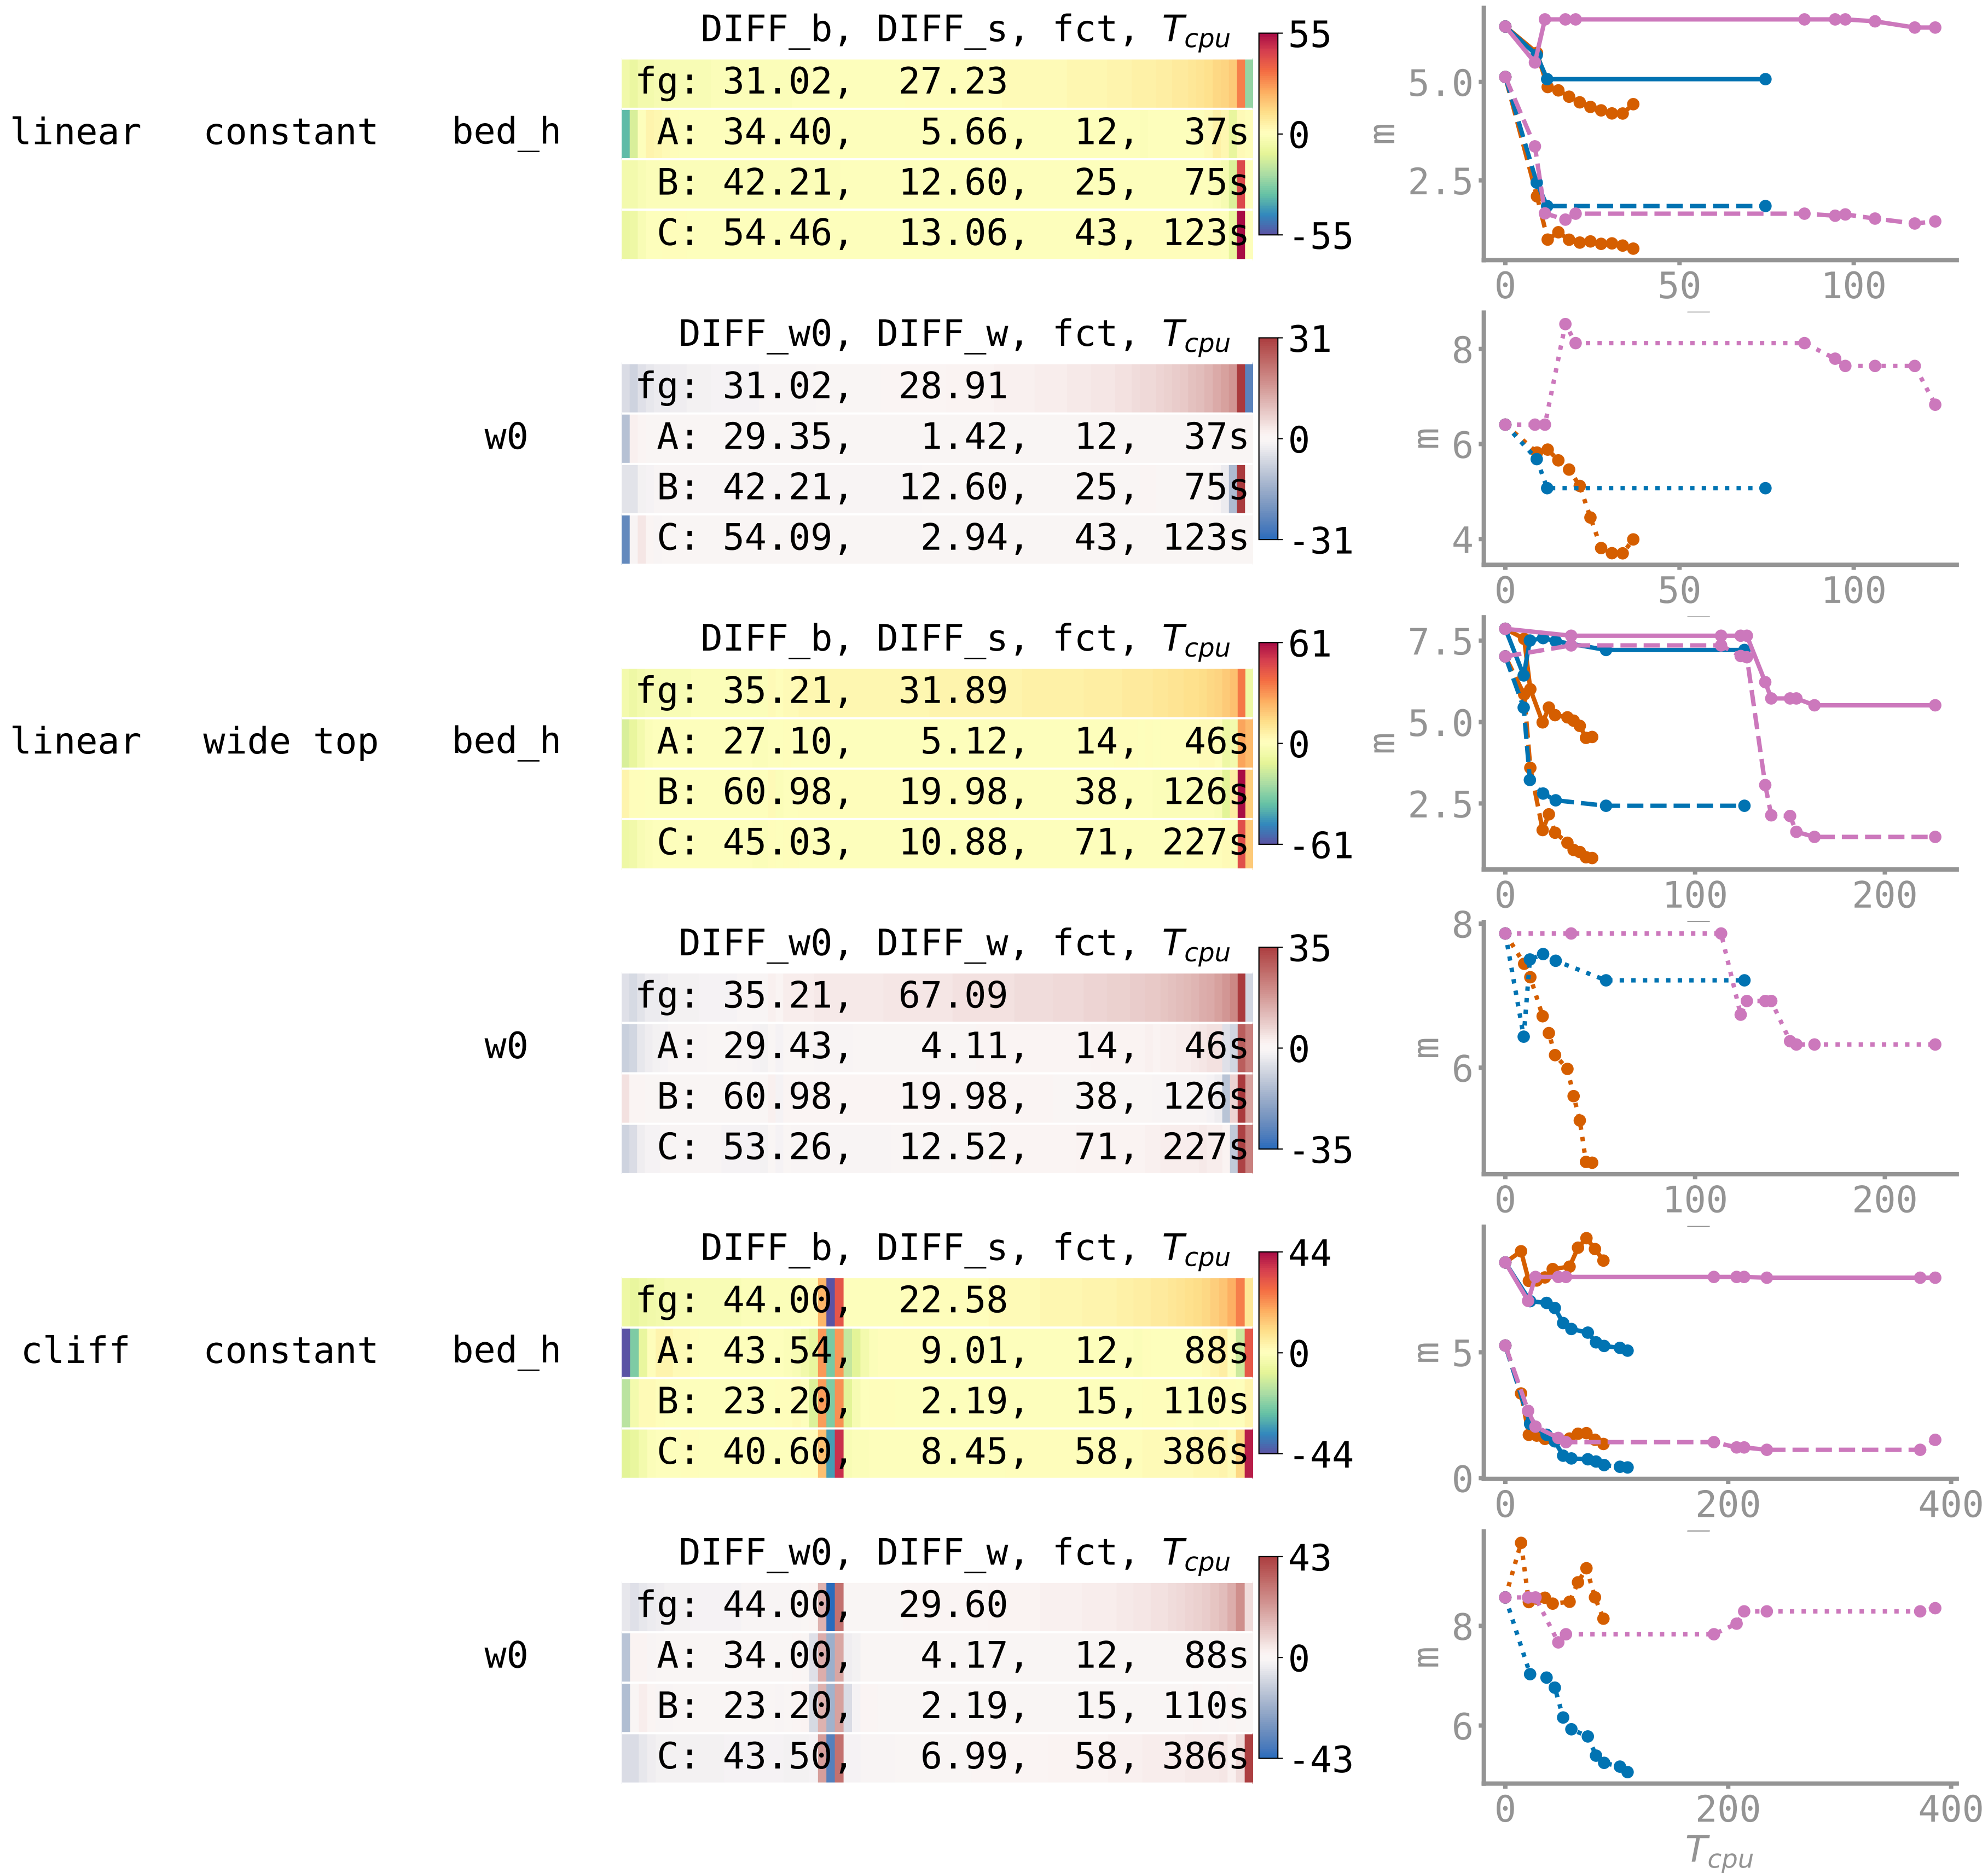 DIFF_b, DIFF_s, fct, T_cpu
linear constant bed_h
fg: 31.02, 27.23
A: 34.40, 5.66, 12, 37s
B: 42.21, 12.60, 25, 75s
C: 54.46, 13.06, 43, 123s
55
0
-55
m
5.0
2.5
0 50 100
DIFF_w0, DIFF_w, fct, T_cpu
w0
fg: 31.02, 28.91
A: 29.35, 1.42, 12, 37s
B: 42.21, 12.60, 25, 75s
C: 54.09, 2.94, 43, 123s
31
0
-31
m
8
6
4
0 50 100
DIFF_b, DIFF_s, fct, T_cpu
linear wide top bed_h
fg: 35.21, 31.89
A: 27.10, 5.12, 14, 46s
B: 60.98, 19.98, 38, 126s
C: 45.03, 10.88, 71, 227s
61
0
-61
m
7.5
5.0
2.5
0 100 200
DIFF_w0, DIFF_w, fct, T_cpu
w0
fg: 35.21, 67.09
A: 29.43, 4.11, 14, 46s
B: 60.98, 19.98, 38, 126s
C: 53.26, 12.52, 71, 227s
35
0
-35
m
8
6
0 100 200
DIFF_b, DIFF_s, fct, T_cpu
cliff constant bed_h
fg: 44.00, 22.58
A: 43.54, 9.01, 12, 88s
B: 23.20, 2.19, 15, 110s
C: 40.60, 8.45, 58, 386s
44
0
-44
m
5
0
0 200 400
DIFF_w0, DIFF_w, fct, T_cpu
w0
fg: 44.00, 29.60
A: 34.00, 4.17, 12, 88s
B: 23.20, 2.19, 15, 110s
C: 43.50, 6.99, 58, 386s
43
0
-43
m
8
6
0 200 400
T_cpu